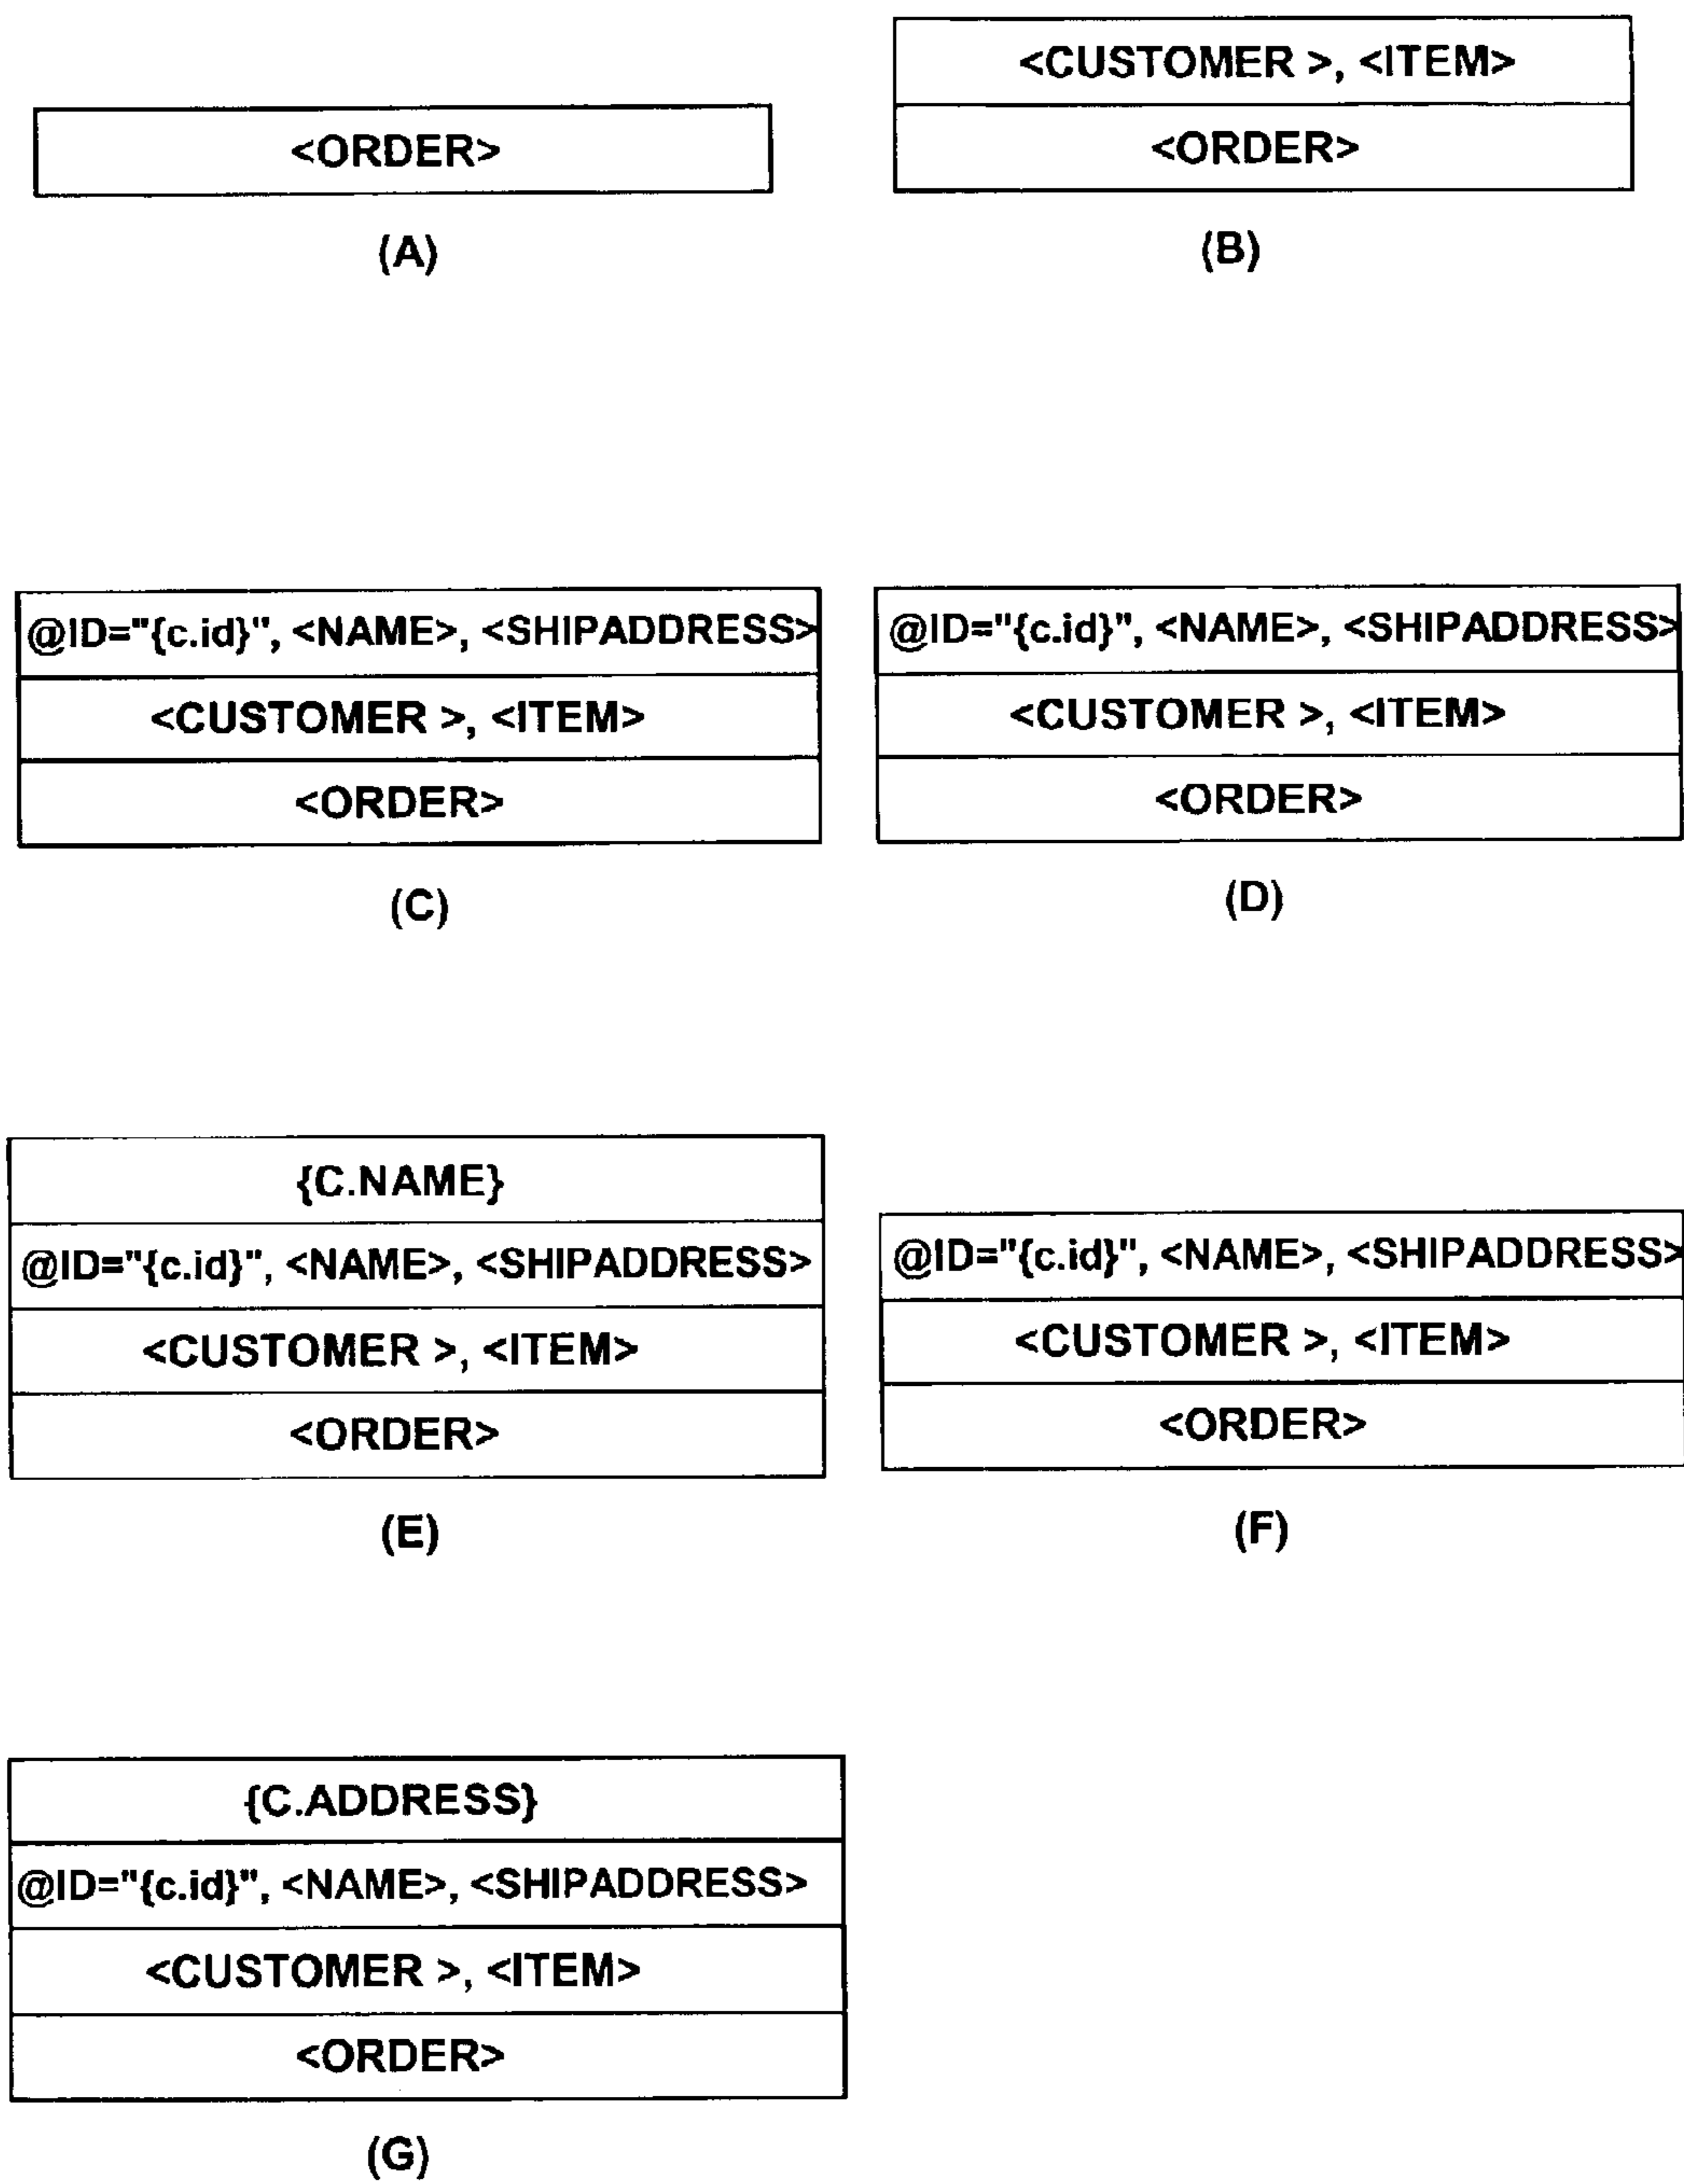 <ORDER>
(A)
<CUSTOMER >, <ITEM>
<ORDER>
(B)
@ID="{c.id}", <NAME>, <SHIPADDRESS>
<CUSTOMER >, <ITEM>
<ORDER>
(C)
@ID="{c.id}", <NAME>, <SHIPADDRESS>
<CUSTOMER >, <ITEM>
<ORDER>
(D)
{C.NAME}
@ID="{c.id}", <NAME>, <SHIPADDRESS>
<CUSTOMER >, <ITEM>
<ORDER>
(E)
@ID="{c.id}", <NAME>, <SHIPADDRESS>
<CUSTOMER >, <ITEM>
<ORDER>
(F)
{C.ADDRESS}
@ID="{c.id}", <NAME>, <SHIPADDRESS>
<CUSTOMER >, <ITEM>
<ORDER>
(G)